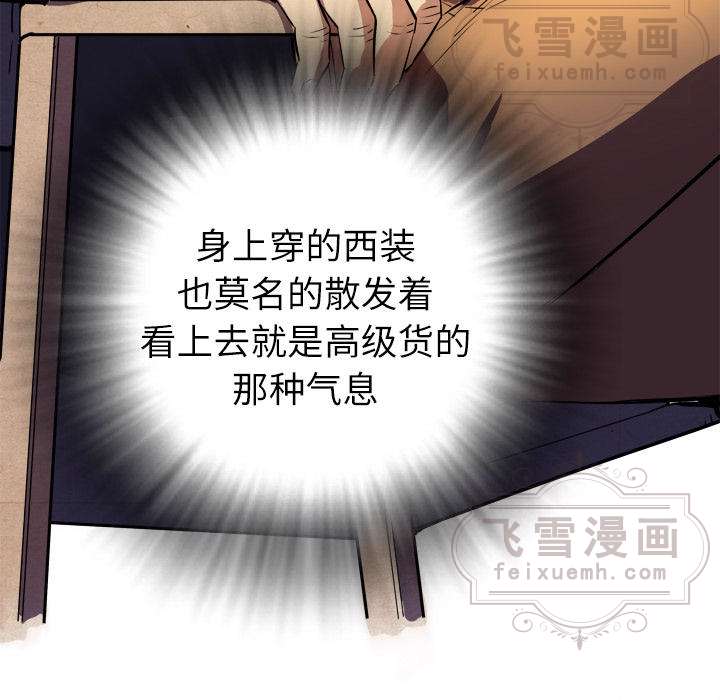 飞雪漫画
feixuemh.com
身上穿的西装
也莫名的散发着
看上去就是高级货的
那种气息
飞雪漫画
feixuemh.com